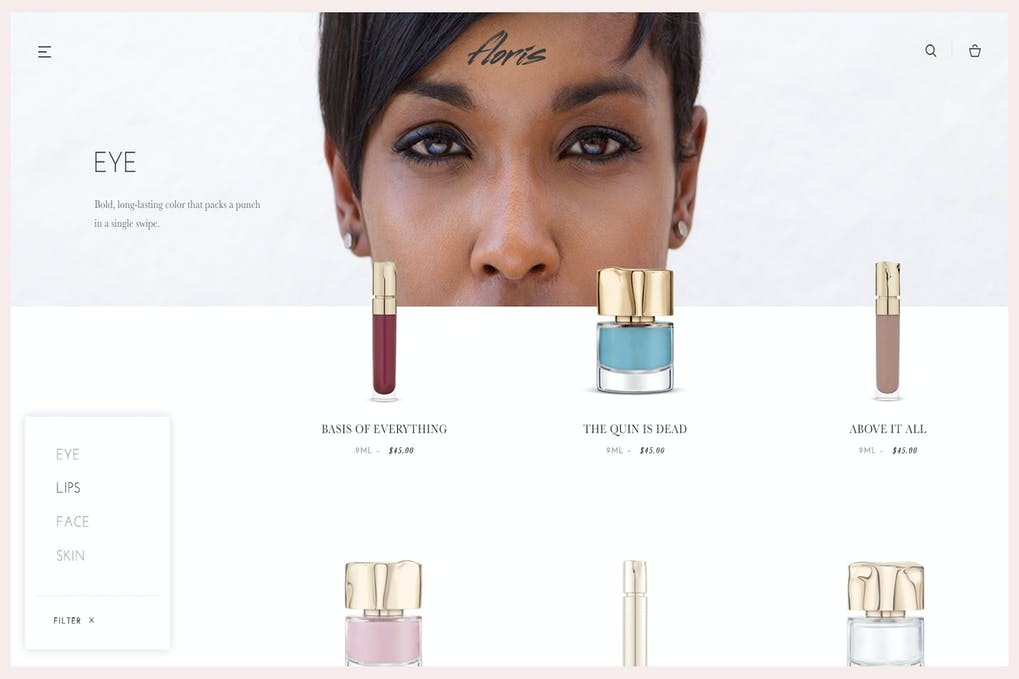 floris
EYE
Bold, long-lasting color that packs a punch
in a single swipe.
BASIS OF EVERYTHING
9ML - $45.00
THE QUIN IS DEAD
9ML - $45.00
ABOVE IT ALL
9ML - $45.00
EYE
LIPS
FACE
SKIN
FILTER X